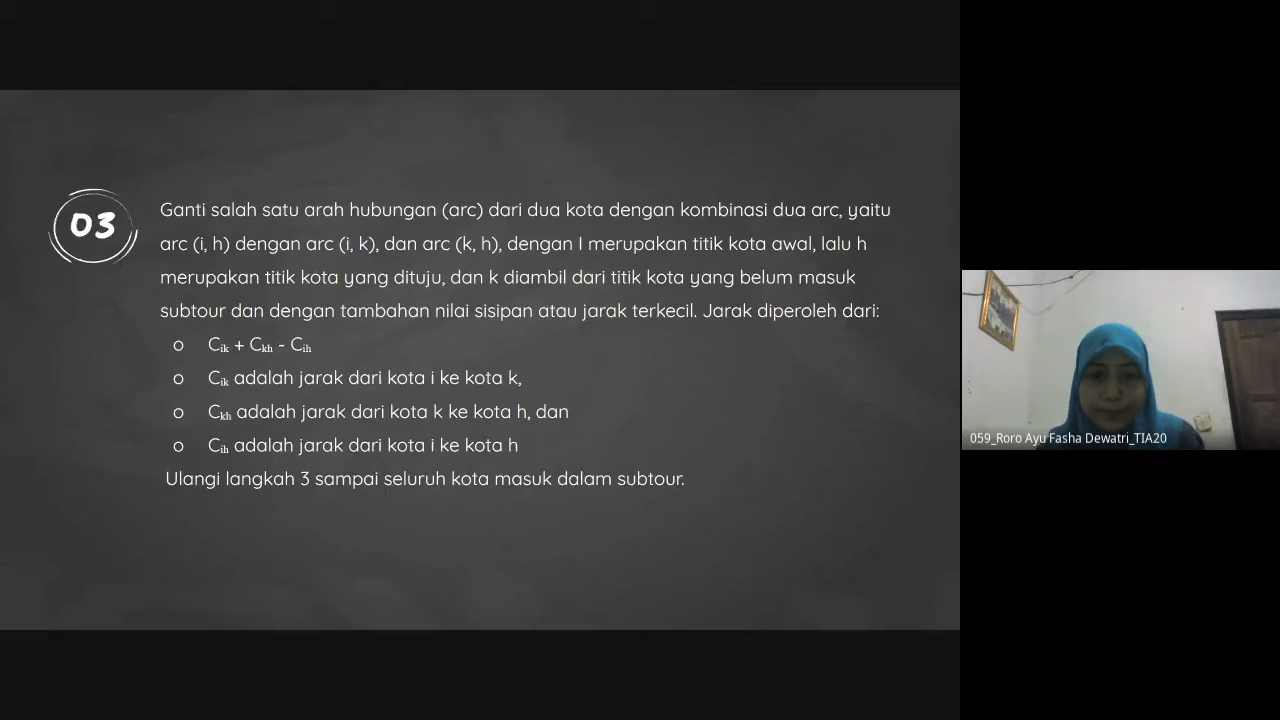 03
Ganti salah satu arah hubungan (arc) dari dua kota dengan kombinasi dua arc, yaitu
arc (i, h) dengan arc (i, k), dan arc (k, h), dengan I merupakan titik kota awal, lalu h
merupakan titik kota yang dituju, dan k diambil dari titik kota yang belum masuk
subtour dan dengan tambahan nilai sisipan atau jarak terkecil. Jarak diperoleh dari:
o Cik + Ckh - Cih
o Cik adalah jarak dari kota i ke kota k,
o Ckh adalah jarak dari kota k ke kota h, dan
o Cih adalah jarak dari kota i ke kota h
Ulangi langkah 3 sampai seluruh kota masuk dalam subtour.
059_Roro Ayu Fasha Dewatri_TIA20